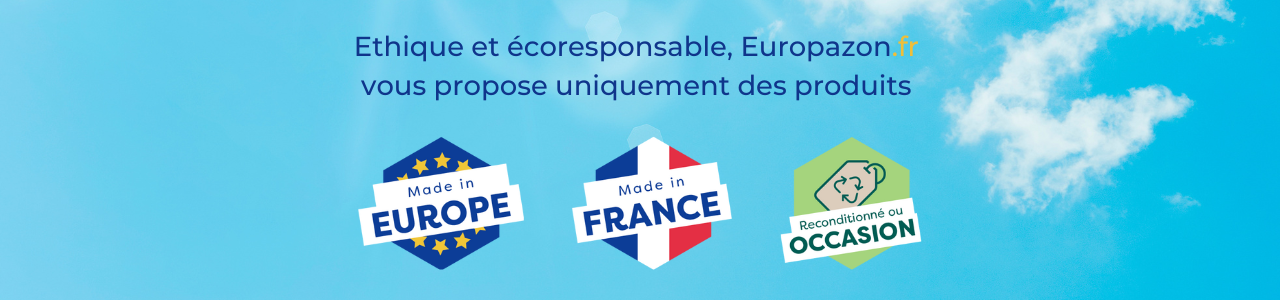 Ethique et écoresponsable, Europazon.fr
vous propose uniquement des produits
Made in
EUROPE
Made in
FRANCE
Reconditionné ou
OCCASION